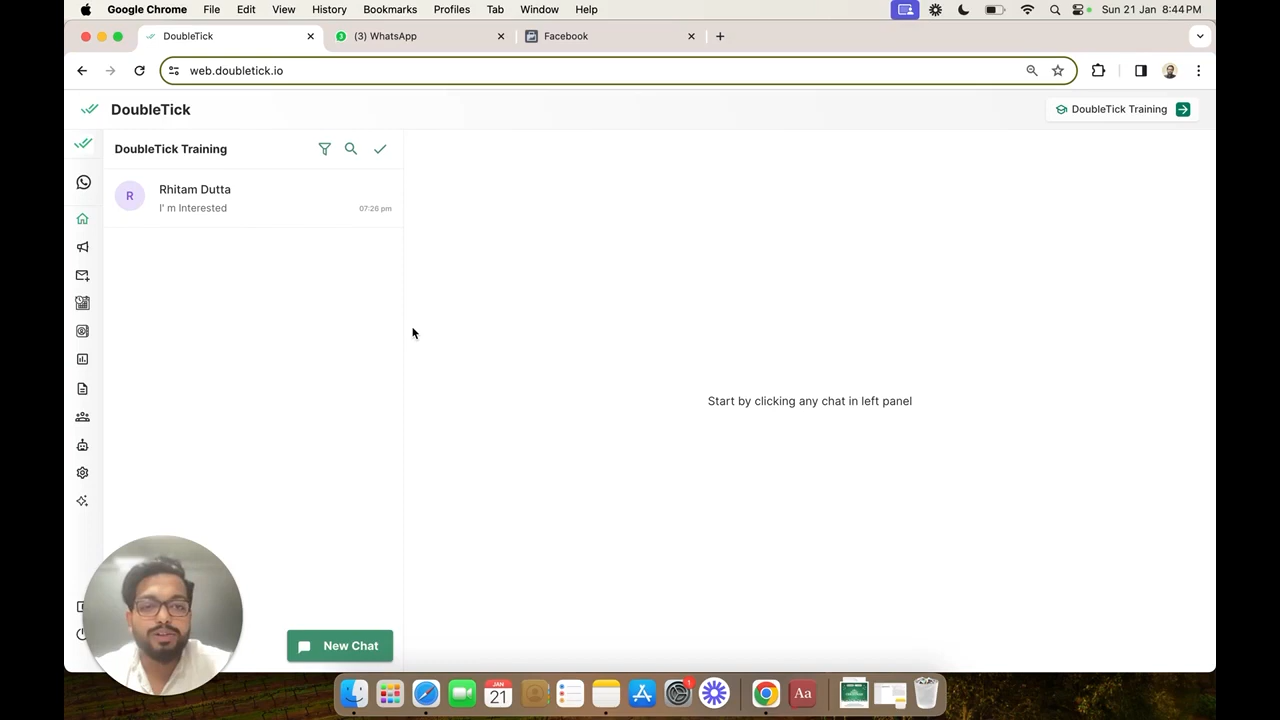 Google Chrome File Edit View History Bookmarks Profiles Tab Window Help Sun 21 Jan 8:44 PM
DoubleTick (3) WhatsApp Facebook
web.doubletick.io
DoubleTick
DoubleTick Training
DoubleTick Training
R
Rhitam Dutta
I' m Interested
07:26 pm
Start by clicking any chat in left panel
New Chat
JAN
21
1
Aa